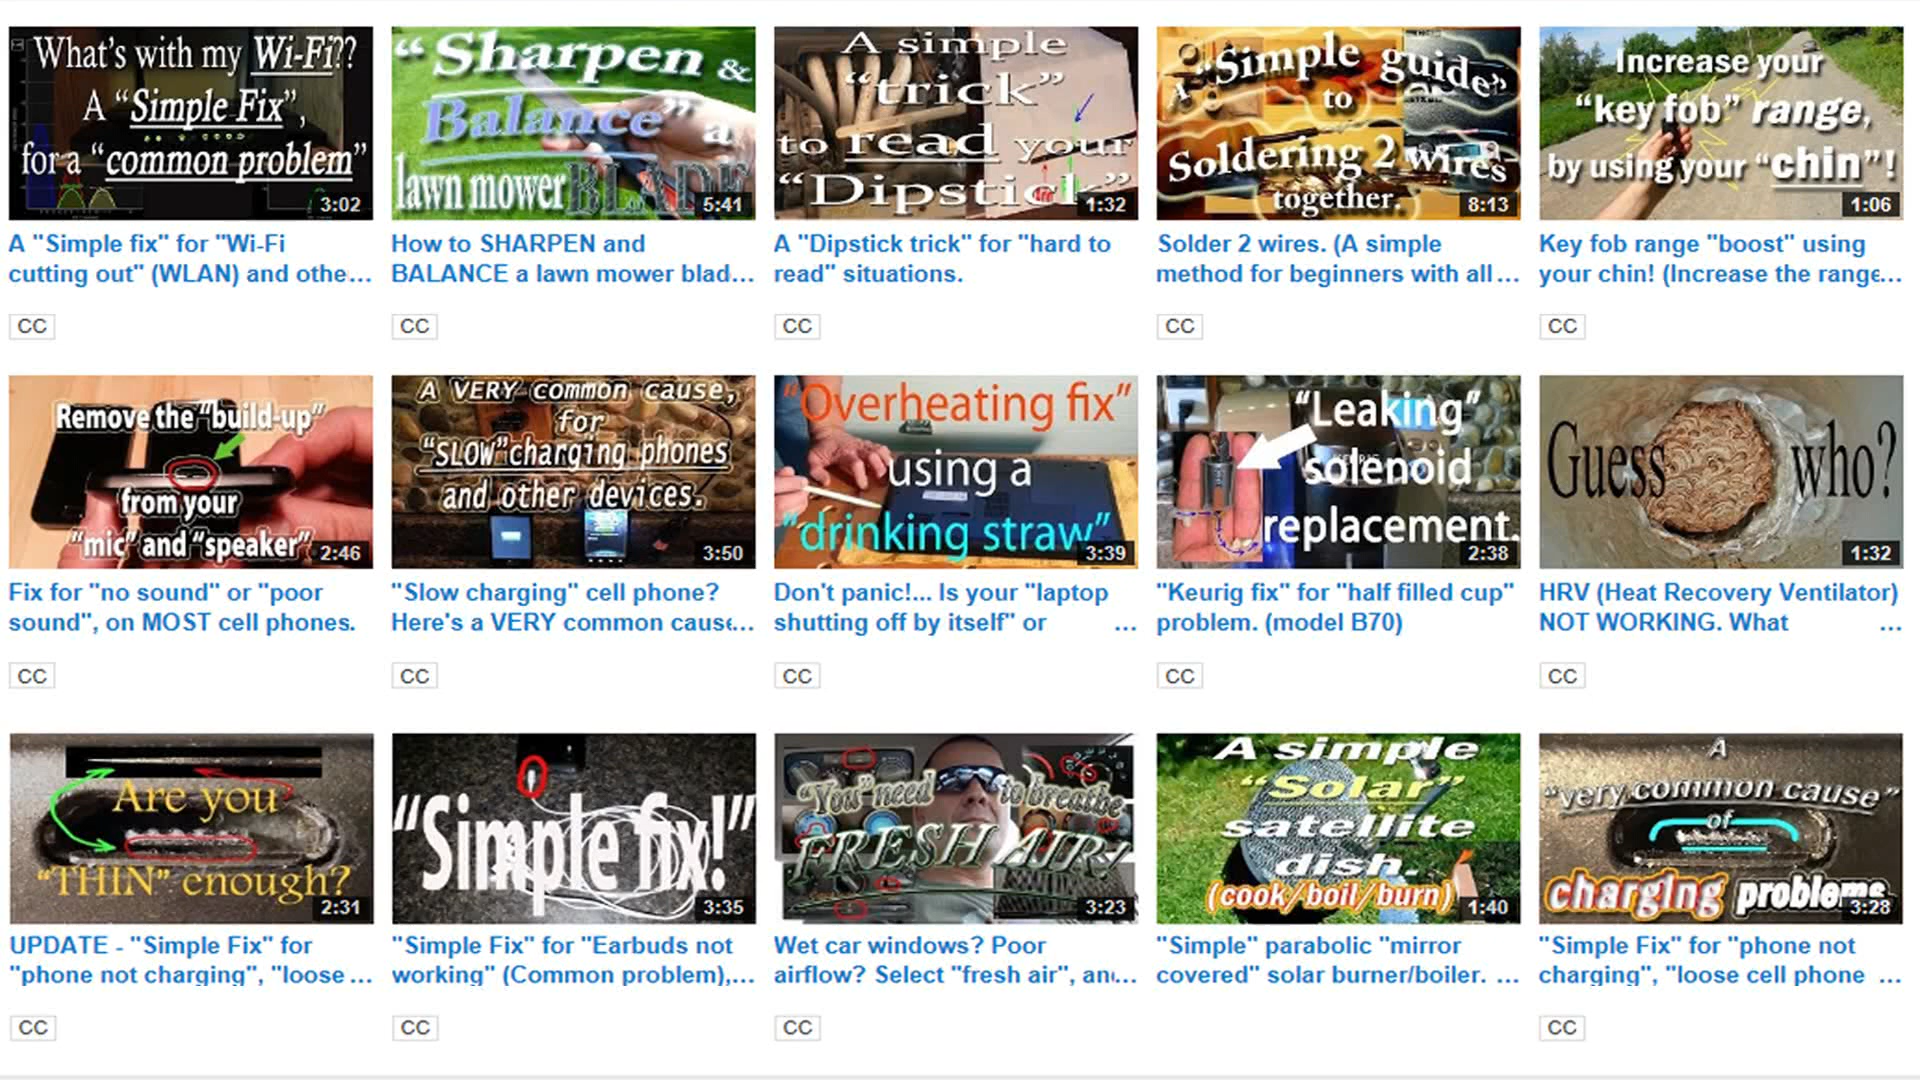 What's with my Wi-Fi??
A "Simple Fix",
for a "common problem"
3:02
A "Simple fix" for "Wi-Fi
cutting out" (WLAN) and othe...
CC
"Sharpen &
Balance" a
lawn mower BLADE
5:41
How to SHARPEN and
BALANCE a lawn mower blad...
CC
A simple
"trick"
to read your
"Dipstick"
1:32
A "Dipstick trick" for "hard to
read" situations.
CC
A "Simple guide"
to
Soldering 2 wires
together.
8:13
Solder 2 wires. (A simple
method for beginners with all ...
CC
Increase your
"key fob" range,
by using your "chin"!
1:06
Key fob range "boost" using
your chin! (Increase the range...
CC
Remove the "build-up"
from your
"mic" and "speaker"
2:46
Fix for "no sound" or "poor
sound", on MOST cell phones.
CC
A VERY common cause,
for
"SLOW" charging phones
and other devices.
3:50
"Slow charging" cell phone?
Here's a VERY common cause...
CC
"Overheating fix"
using a
"drinking straw"
3:39
Don't panic!... Is your "laptop
shutting off by itself" or ...
CC
"Leaking"
solenoid
replacement.
2:38
"Keurig fix" for "half filled cup"
problem. (model B70)
CC
Guess who?
1:32
HRV (Heat Recovery Ventilator)
NOT WORKING. What ...
CC
Are you
"THIN" enough?
2:31
UPDATE - "Simple Fix" for
"phone not charging", "loose ...
CC
"Simple fix!"
3:35
"Simple Fix" for "Earbuds not
working" (Common problem),...
CC
"You" need to breathe
FRESH AIR!
3:23
Wet car windows? Poor
airflow? Select "fresh air", an...
CC
A simple
"Solar"
satellite
dish.
(cook/boil/burn)
1:40
"Simple" parabolic "mirror
covered" solar burner/boiler. ...
A
"very common cause"
of
charging problems
3:28
"Simple Fix" for "phone not
charging", "loose cell phone ...
CC